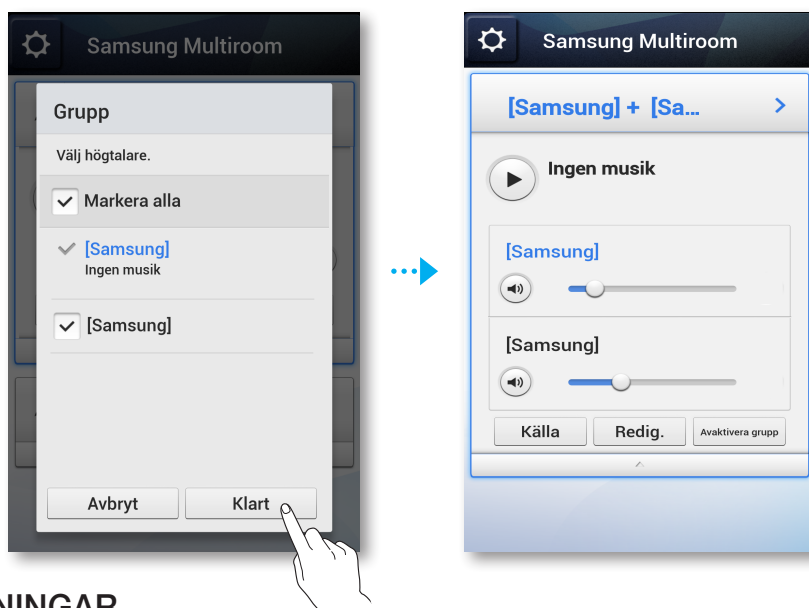 Samsung Multiroom
Grupp
Välj högtalare.
Markera alla
[Samsung]
Ingen musik
[Samsung]
Avbryt
Klart
Samsung Multiroom
[Samsung] + [Sa...
Ingen musik
[Samsung]
[Samsung]
Källa
Redig.
Avaktivera grupp